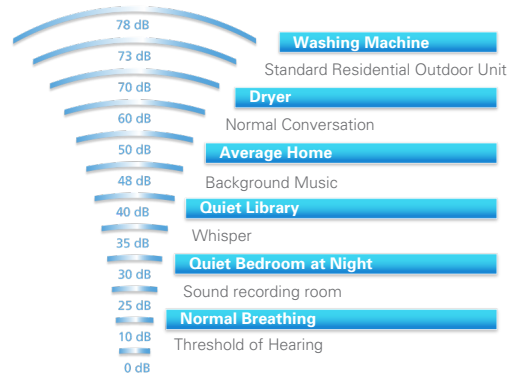 78 dB
Washing Machine
73 dB
Standard Residential Outdoor Unit
70 dB
Dryer
60 dB
Normal Conversation
50 dB
Average Home
48 dB
Background Music
40 dB
Quiet Library
35 dB
Whisper
30 dB
Quiet Bedroom at Night
25 dB
Sound recording room
10 dB
Normal Breathing
0 dB
Threshold of Hearing